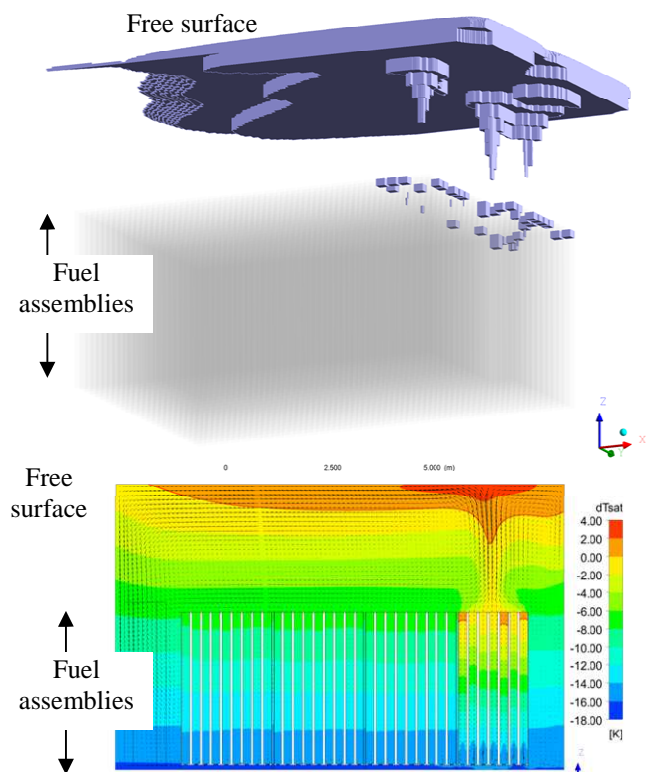 Free surface
Fuel
assemblies
Z
X
Y
Free
surface
0 2.500 5.000 (m)
dTsat
4.00
2.00
0.00
-2.00
-4.00
-6.00
-8.00
-10.00
-12.00
-14.00
-16.00
-18.00
[K]
Fuel
assemblies
Z